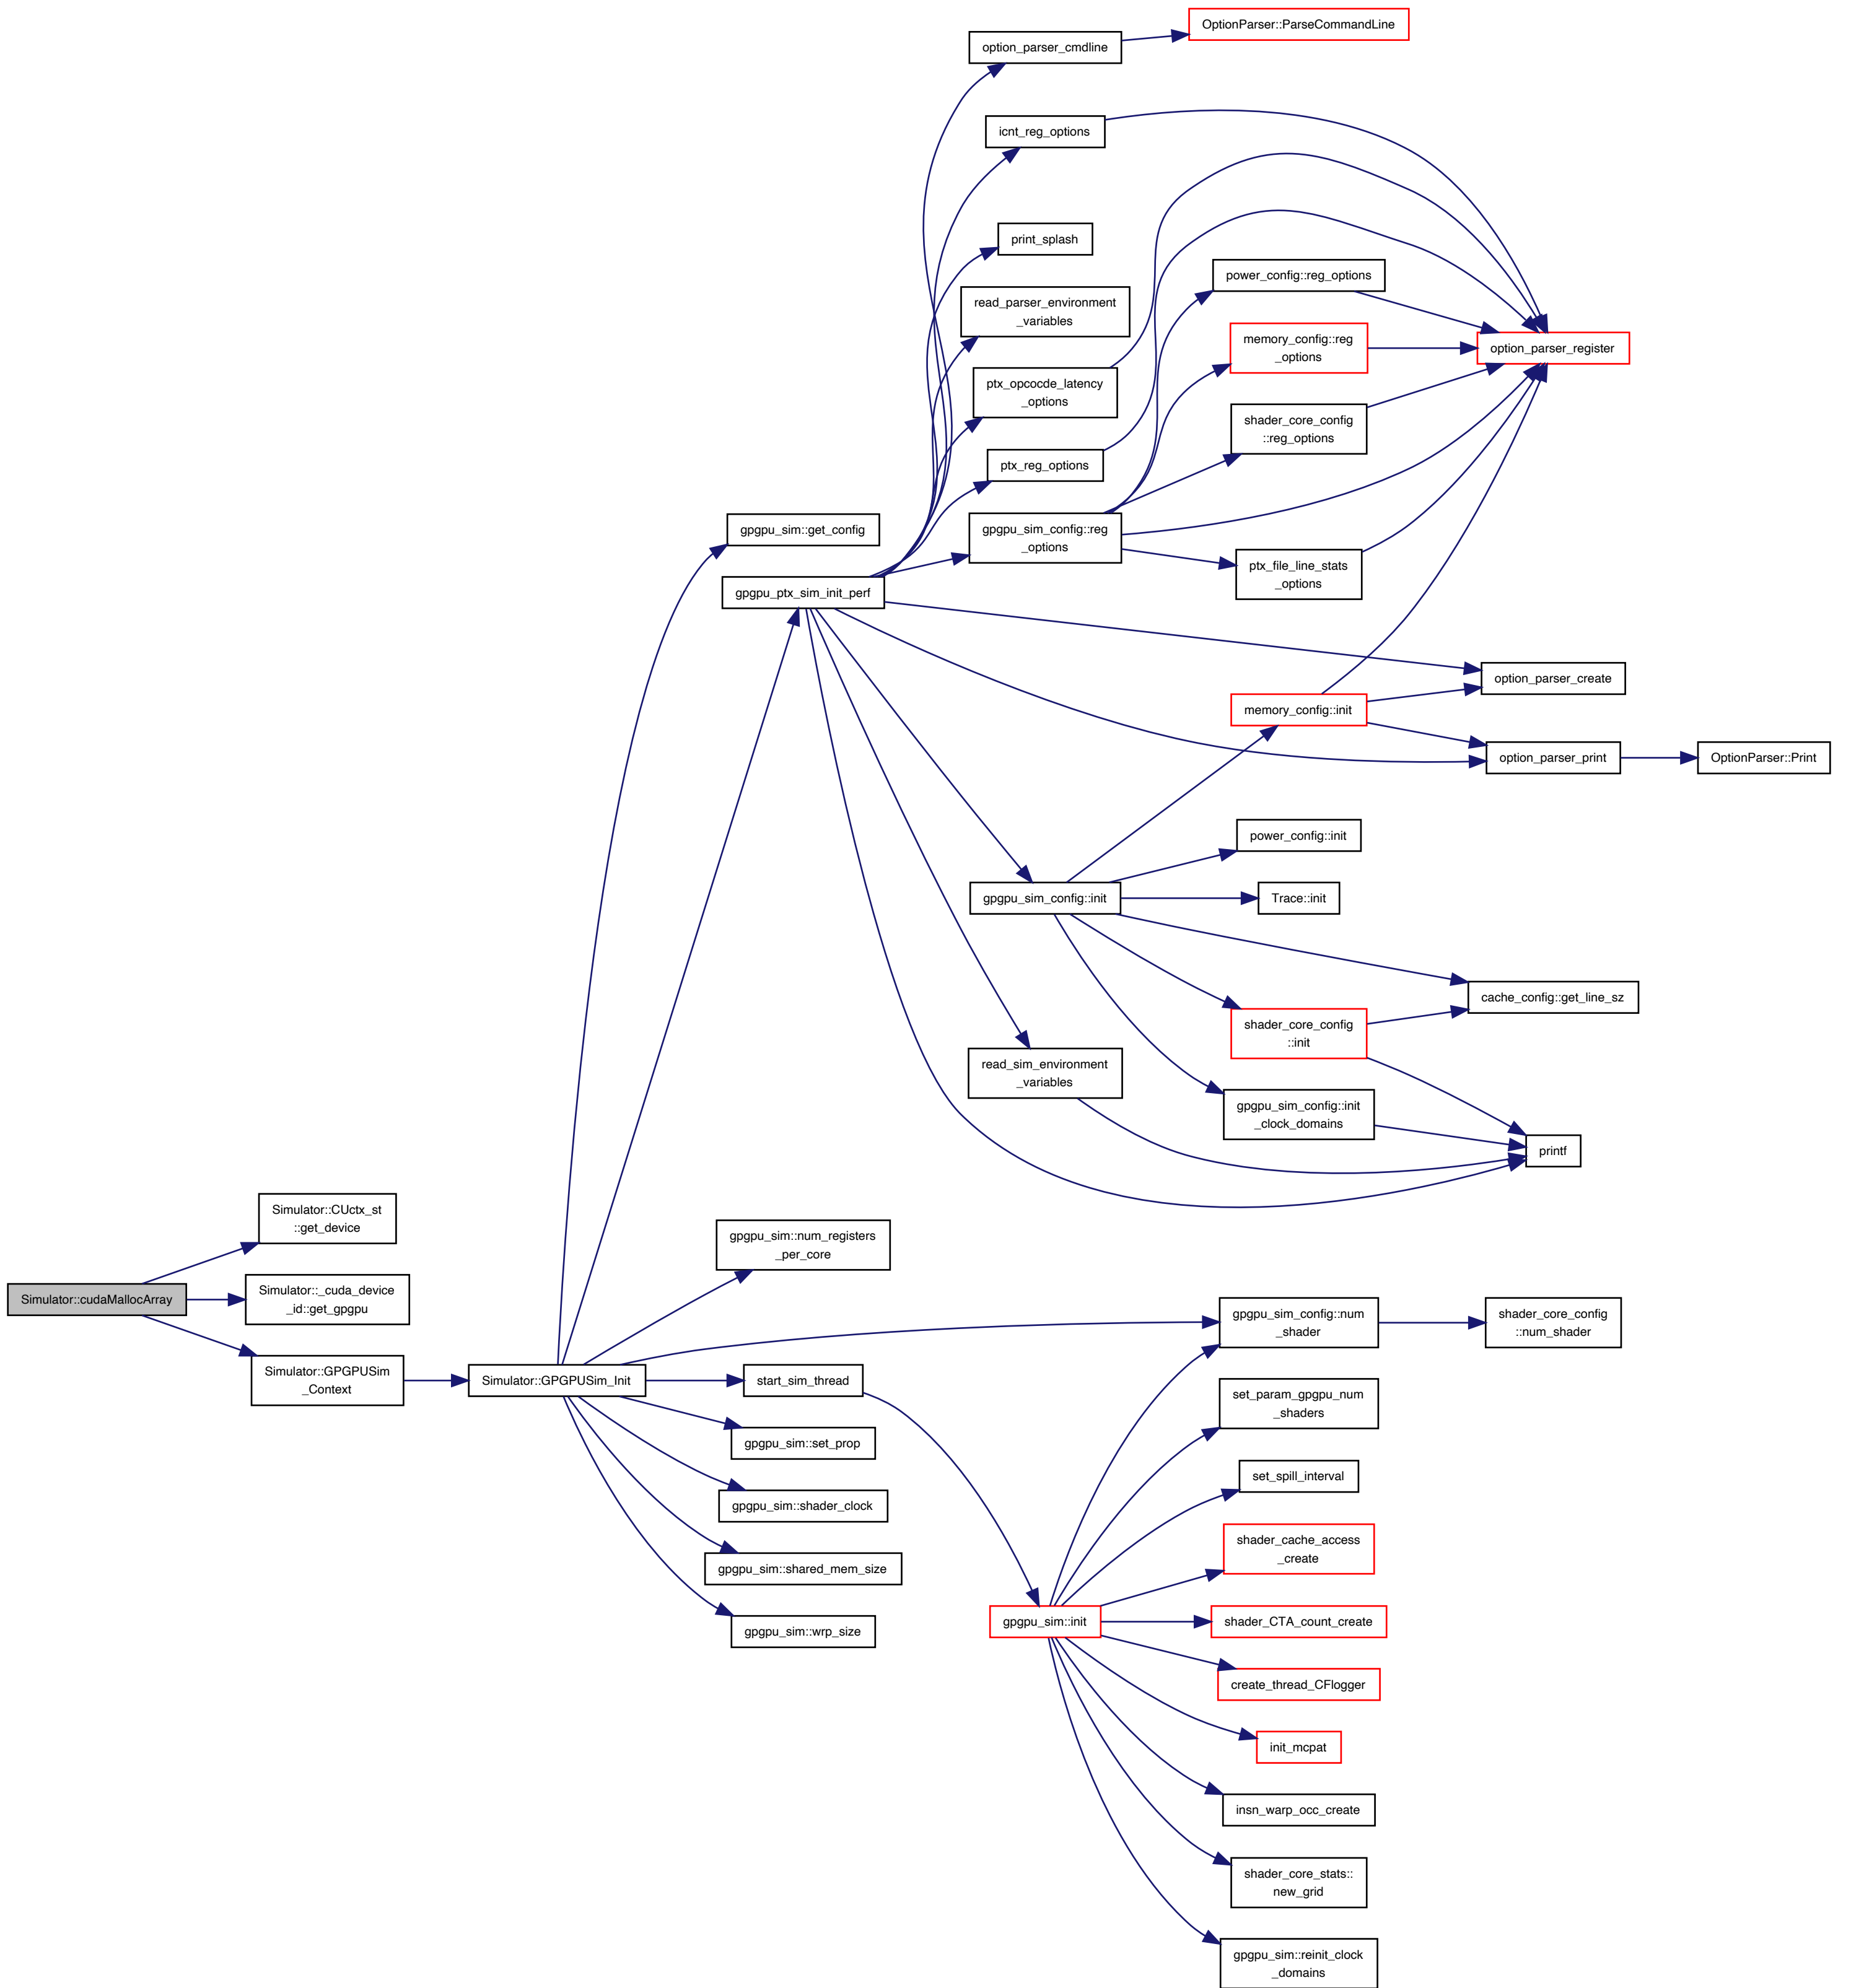 OptionParser::ParseCommandLine
option_parser_cmdline
icnt_reg_options
print_splash
power_config::reg_options
read_parser_environment
_variables
memory_config::reg
_options
option_parser_register
ptx_opcocde_latency
_options
shader_core_config
::reg_options
ptx_reg_options
gpgpu_sim::get_config
gpgpu_sim_config::reg
_options
ptx_file_line_stats
_options
gpgpu_ptx_sim_init_perf
option_parser_create
memory_config::init
option_parser_print
OptionParser::Print
power_config::init
gpgpu_sim_config::init
Trace::init
cache_config::get_line_sz
shader_core_config
::init
read_sim_environment
_variables
gpgpu_sim_config::init
_clock_domains
printf
Simulator::CUctx_st
::get_device
gpgpu_sim::num_registers
_per_core
Simulator::cudaMallocArray
Simulator::_cuda_device
_id::get_gpgpu
gpgpu_sim_config::num
_shader
shader_core_config
::num_shader
Simulator::GPGPUSim
_Context
Simulator::GPGPUSim_Init
start_sim_thread
set_param_gpgpu_num
_shaders
gpgpu_sim::set_prop
set_spill_interval
gpgpu_sim::shader_clock
shader_cache_access
_create
gpgpu_sim::shared_mem_size
gpgpu_sim::wrp_size
gpgpu_sim::init
shader_CTA_count_create
create_thread_CFlogger
init_mcpat
insn_warp_occ_create
shader_core_stats::
new_grid
gpgpu_sim::reinit_clock
_domains